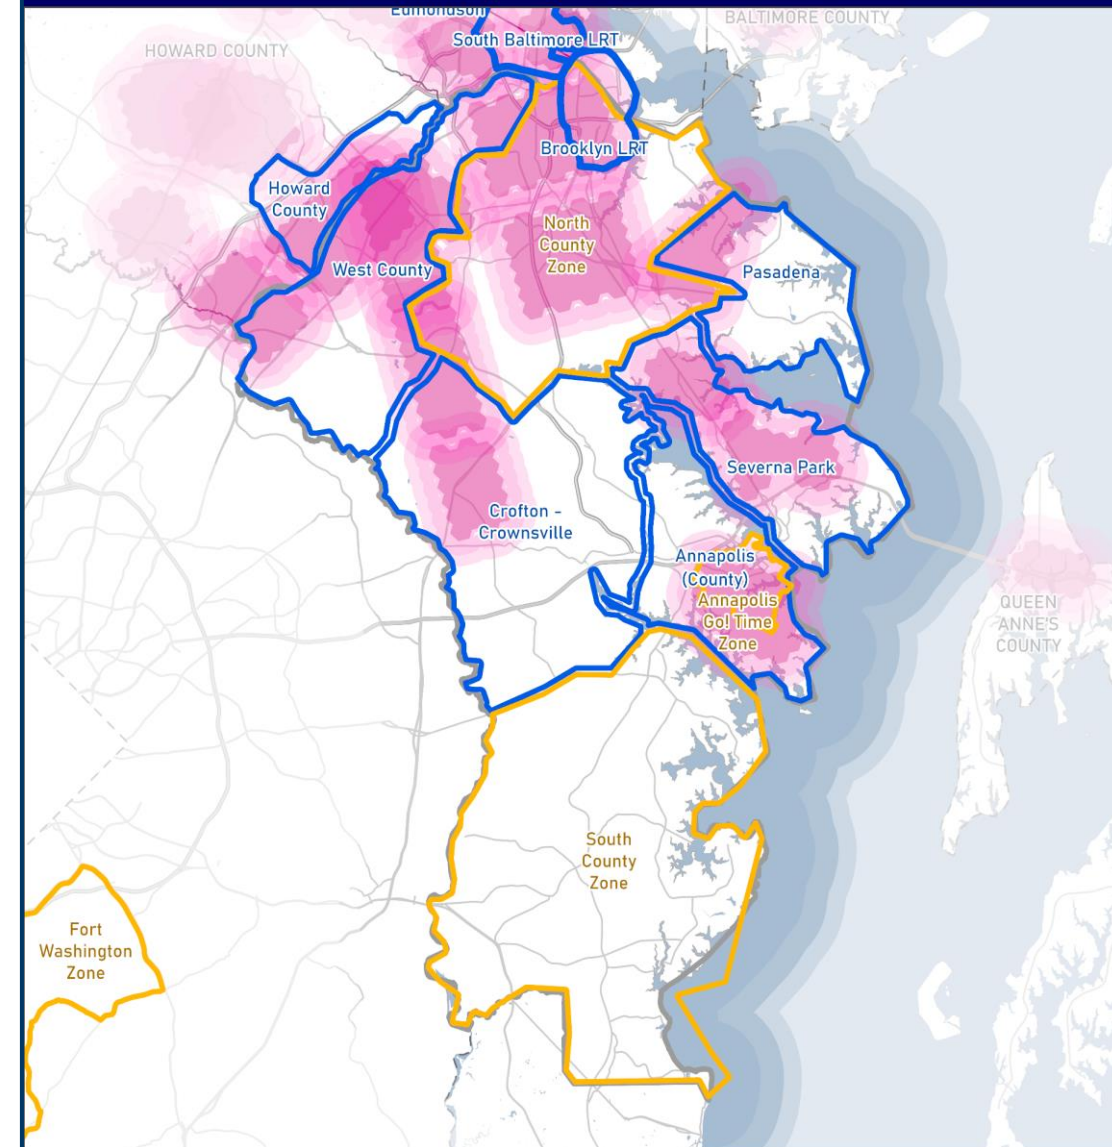 Edmondson
BALTIMORE COUNTY
South Baltimore LRT
HOWARD COUNTY
Brooklyn LRT
Howard
County
North
County
Zone
West County
Pasadena
Severna Park
Crofton -
Crownsville
Annapolis
(County)
Annapolis
Go! Time
Zone
QUEEN
ANNE'S
COUNTY
South
County
Zone
Fort
Washington
Zone